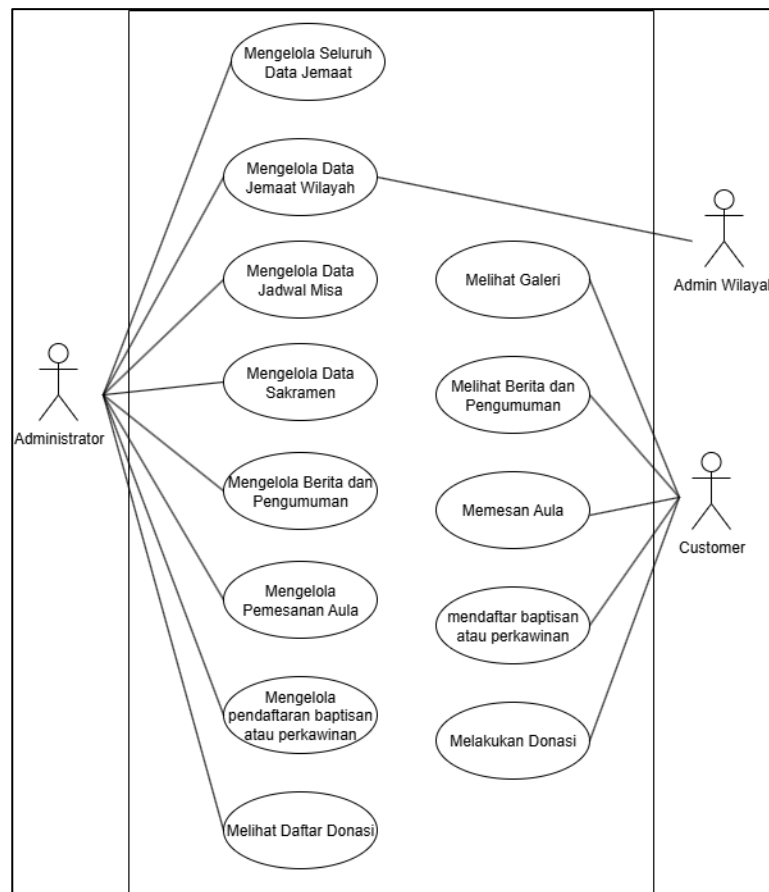 Mengelola Seluruh
Data Jemaat
Mengelola Data
Jemaat Wilayah
Admin Wilayah
Mengelola Data
Jadwal Misa
Melihat Galeri
Administrator
Mengelola Data
Sakramen
Melihat Berita dan
Pengumuman
Mengelola Berita dan
Pengumuman
Memesan Aula
Customer
Mengelola
Pemesanan Aula
mendaftar baptisan
atau perkawinan
Mengelola
pendaftaran baptisan
atau perkawinan
Melakukan Donasi
Melihat Daftar Donasi